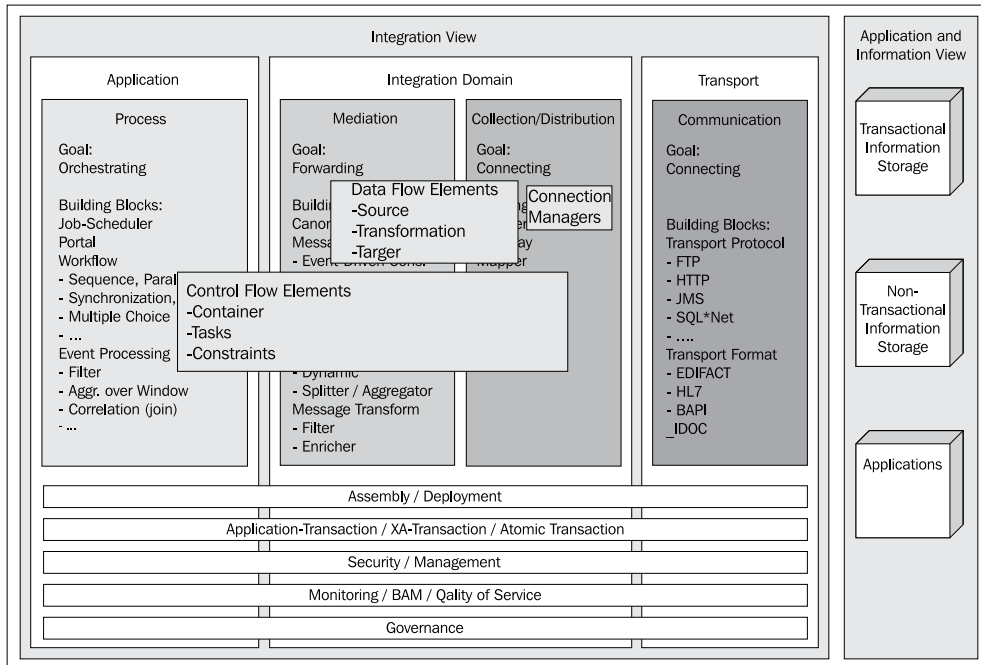 Integration View
Application and
Information View
Application
Integration Domain
Transport
Process
Goal:
Orchestrating
Building Blocks:
Job-Scheduler
Portal
Workflow
- Sequence, Paral
- Synchronization,
- Multiple Choice
- ...
Event Processing
- Filter
- Aggr. over Window
- Correlation (join)
- ...
Mediation
Goal:
Forwarding
Data Flow Elements
-Source
-Transformation
-Targer
Control Flow Elements
-Container
-Tasks
-Constraints
- Dynamic
- Splitter / Aggregator
Message Transform
- Filter
- Enricher
Collection/Distribution
Goal:
Connecting
Connection
Managers
Mapper
Communication
Goal:
Connecting
Building Blocks:
Transport Protocol
- FTP
- HTTP
- JMS
- SQL*Net
- ....
Transport Format
- EDIFACT
- HL7
- BAPI
_IDOC
Transactional
Information
Storage
Non-
Transactional
Information
Storage
Applications
Assembly / Deployment
Application-Transaction / XA-Transaction / Atomic Transaction
Security / Management
Monitoring / BAM / Qality of Service
Governance